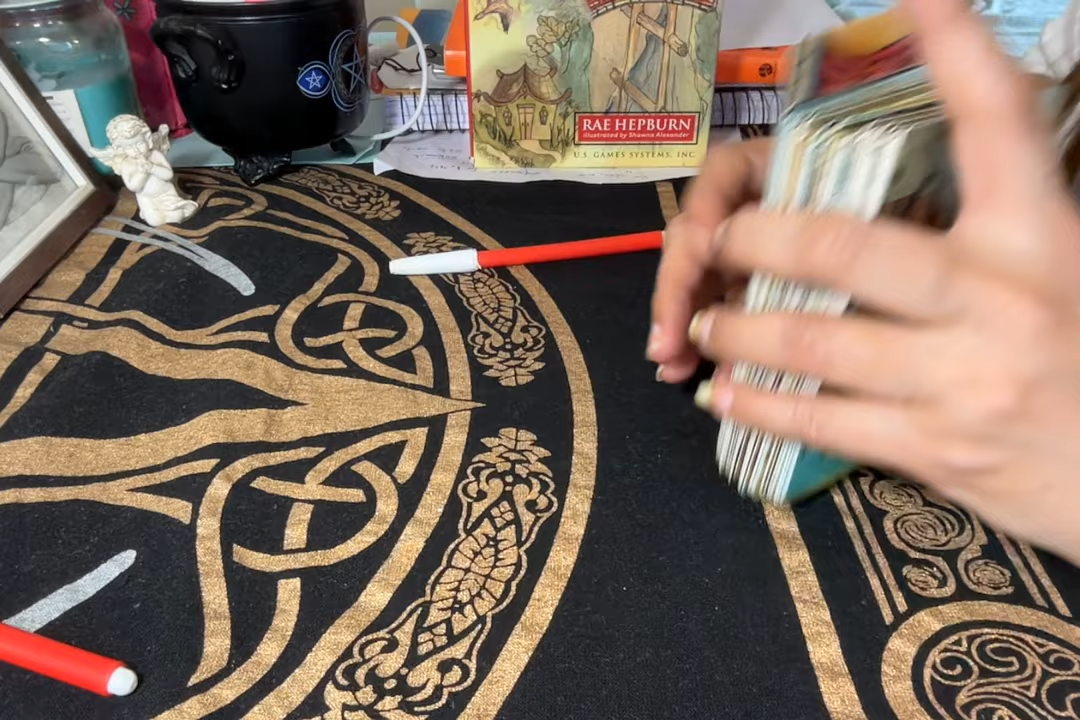 RAE HEPBURN
Illustrated by Shawna Alexander
U.S. GAMES SYSTEMS, INC.